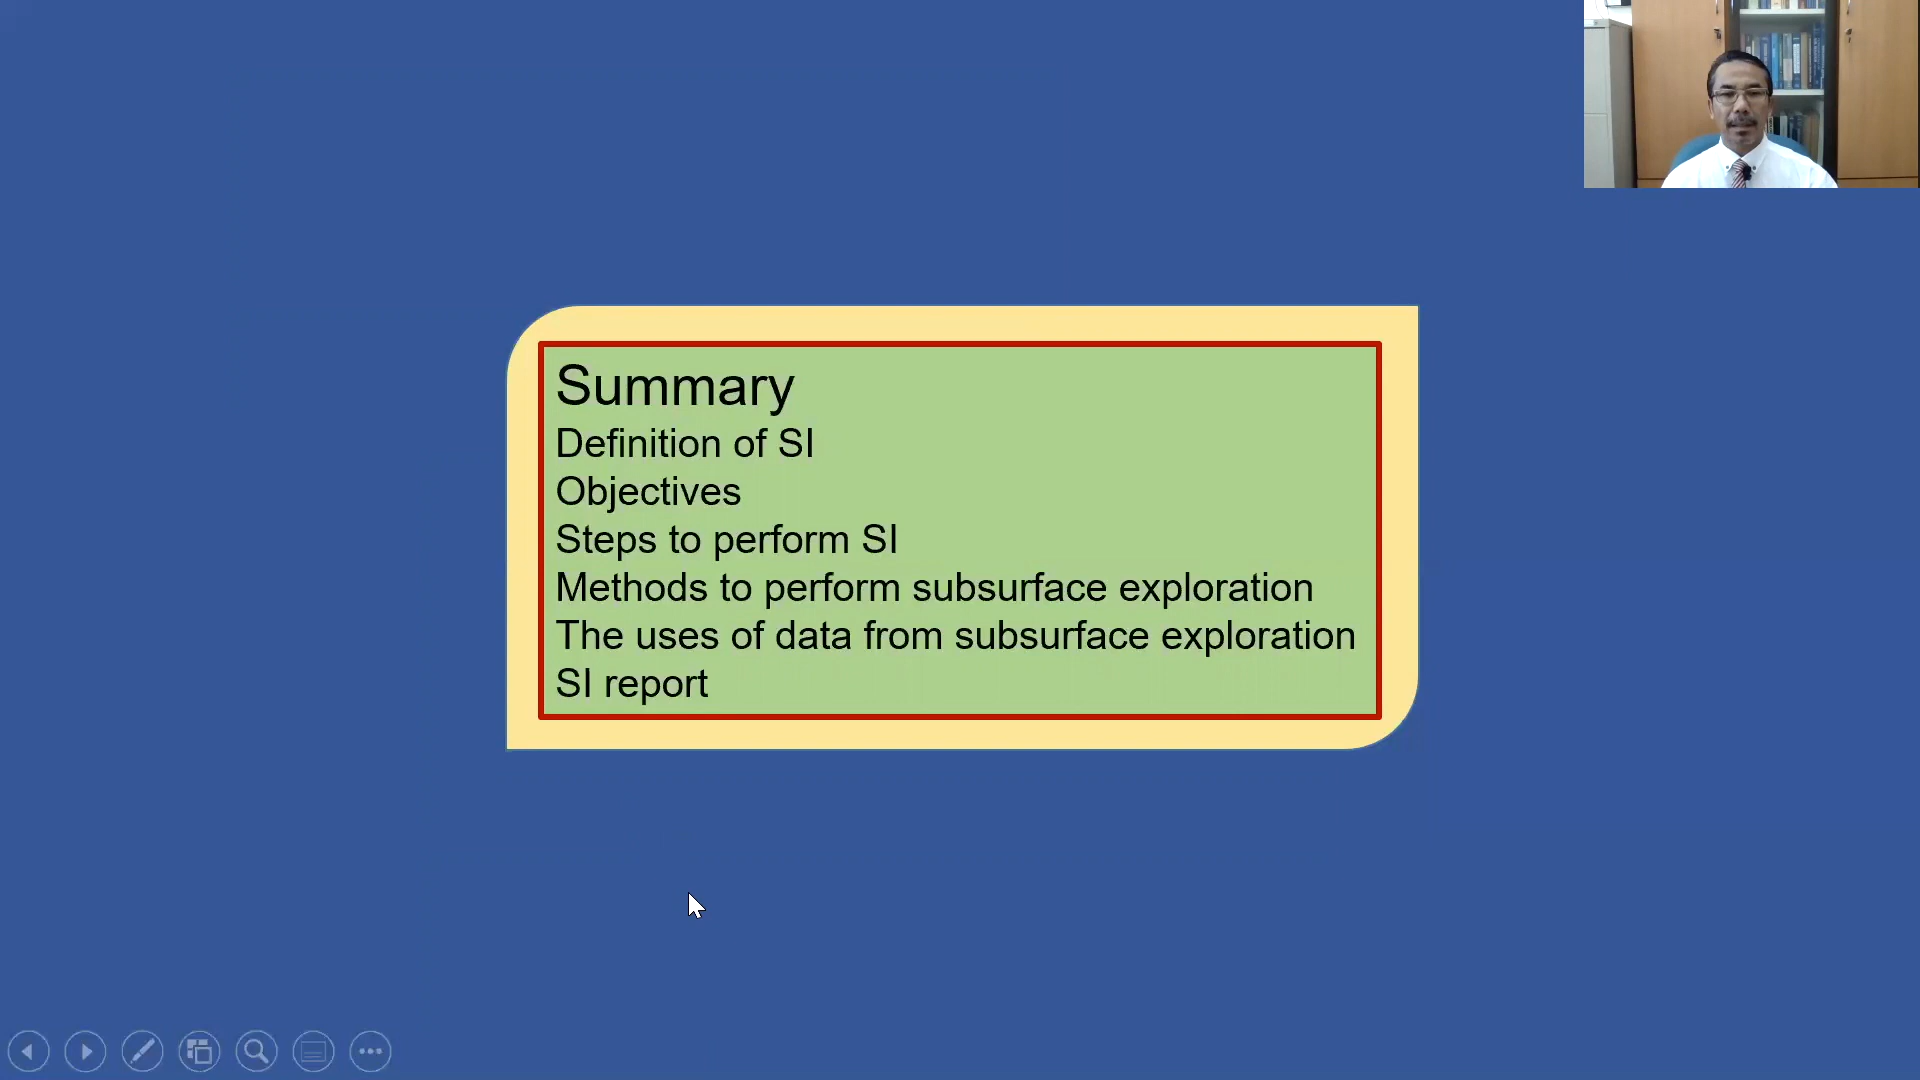 Summary
Definition of SI
Objectives
Steps to perform SI
Methods to perform subsurface exploration
The uses of data from subsurface exploration
SI report